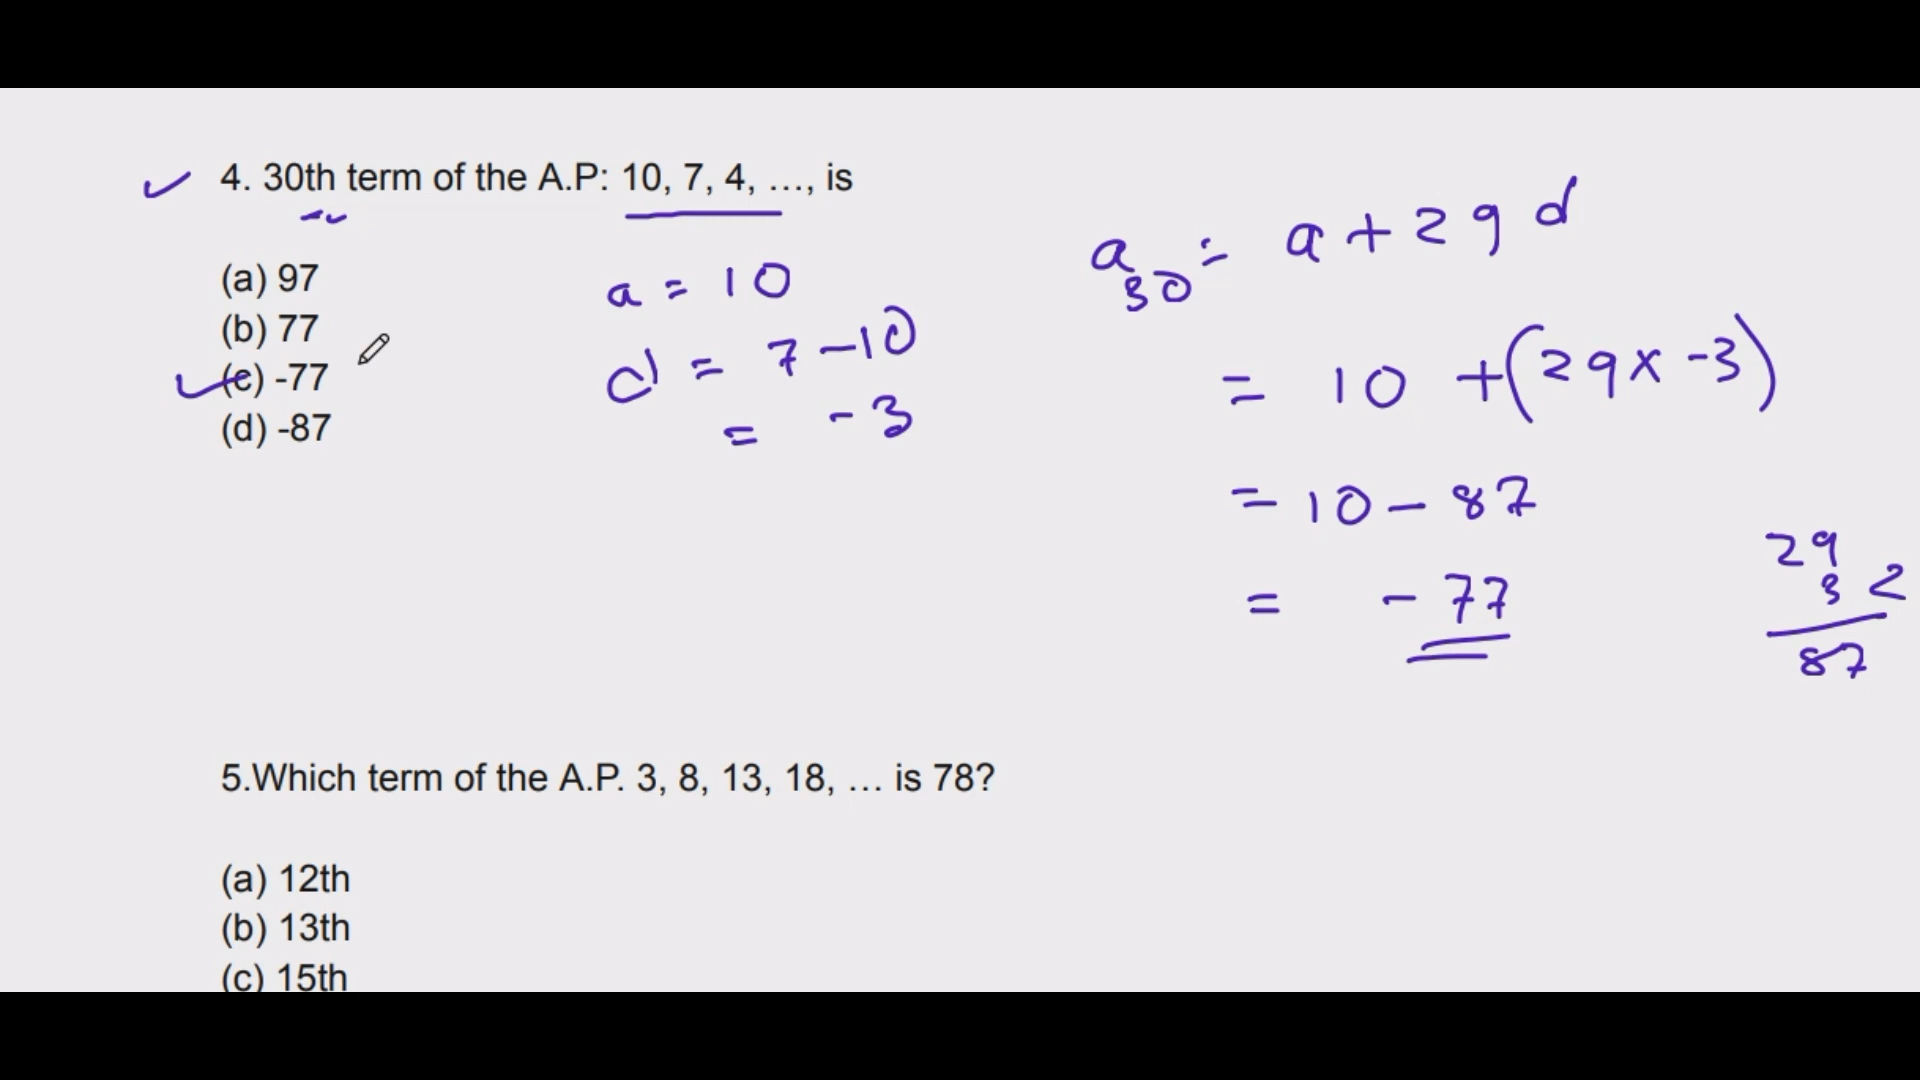 4. 30th term of the A.P: 10, 7, 4, …, is
(a) 97
(b) 77
(c) -77
(d) -87
a = 10
d = 7 - 10
= - 3
a30 = a + 29 d
= 10 + (29 x -3)
= 10 - 87
= - 77
29
3 2
87
5.Which term of the A.P. 3, 8, 13, 18, … is 78?
(a) 12th
(b) 13th
(c) 15th